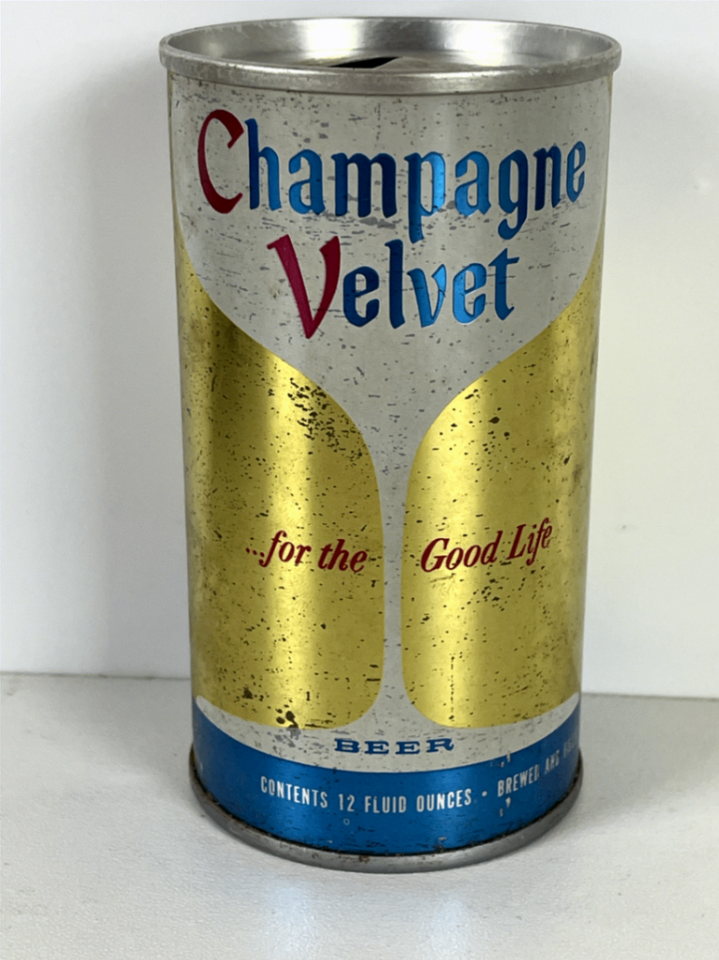 Champagne
Velvet
...for the Good Life
BEER
CONTENTS 12 FLUID OUNCES • BREWED AND